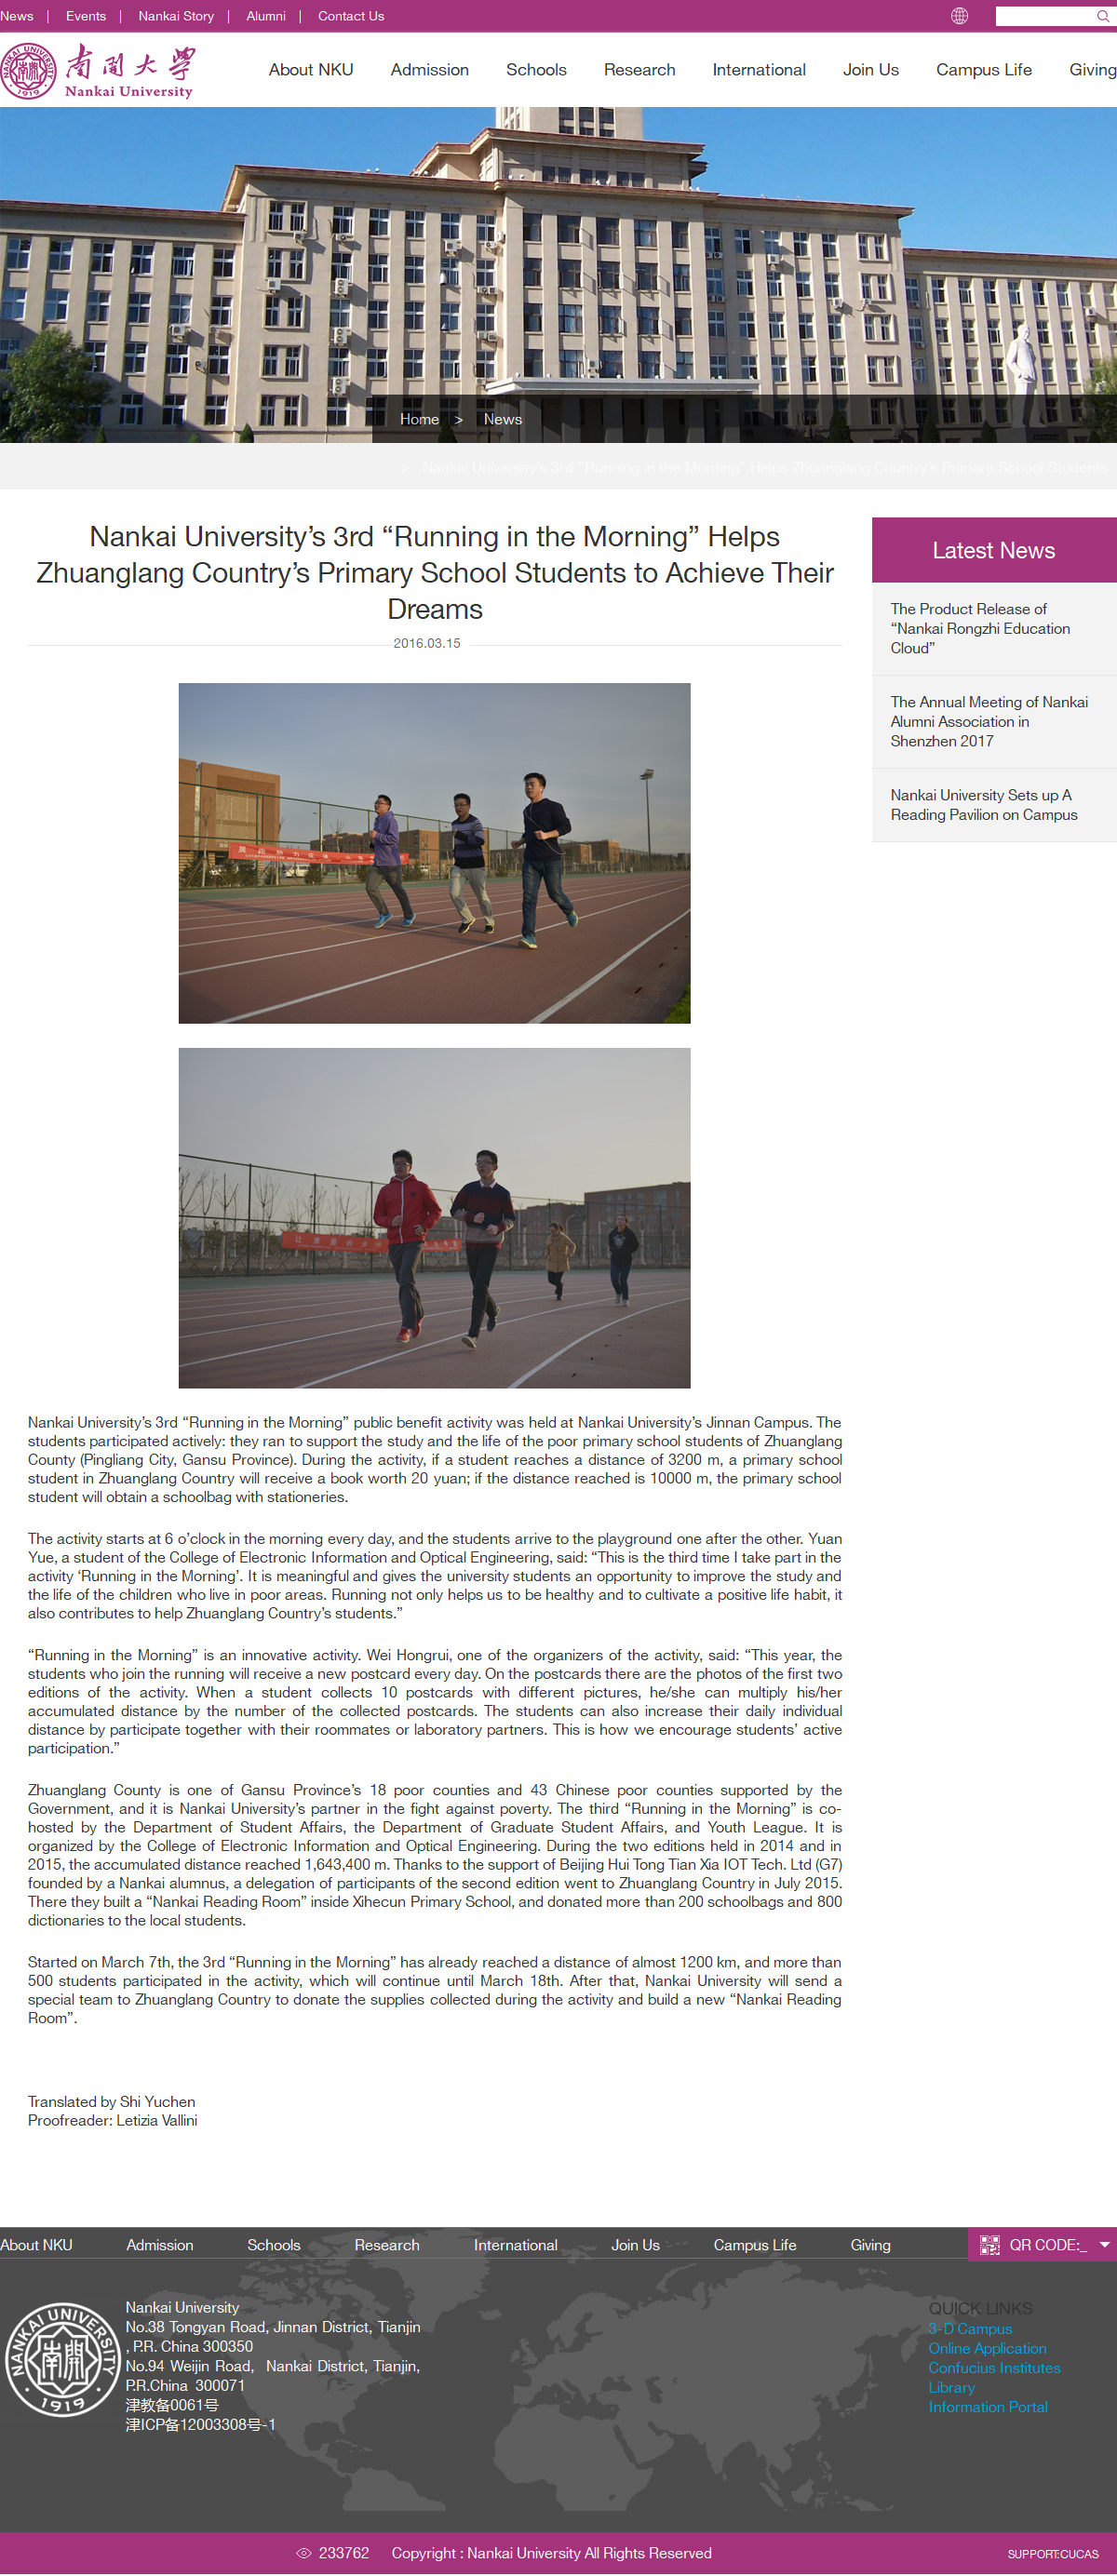 News | Events | Nankai Story | Alumni | Contact Us
南開大學
Nankai University
NANKAI UNIVERSITY
1919
About NKU Admission Schools Research International Join Us Campus Life Giving
Home > News
> Nankai University's 3rd “Running in the Morning” Helps Zhuanglang Country's Primary School Students
Nankai University’s 3rd “Running in the Morning” Helps
Zhuanglang Country’s Primary School Students to Achieve Their
Dreams
2016.03.15
Latest News
The Product Release of
“Nankai Rongzhi Education
Cloud”
The Annual Meeting of Nankai
Alumni Association in
Shenzhen 2017
Nankai University Sets up A
Reading Pavilion on Campus
Nankai University’s 3rd “Running in the Morning” public benefit activity was held at Nankai University’s Jinnan Campus. The
students participated actively: they ran to support the study and the life of the poor primary school students of Zhuanglang
County (Pingliang City, Gansu Province). During the activity, if a student reaches a distance of 3200 m, a primary school
student in Zhuanglang Country will receive a book worth 20 yuan; if the distance reached is 10000 m, the primary school
student will obtain a schoolbag with stationeries.
The activity starts at 6 o’clock in the morning every day, and the students arrive to the playground one after the other. Yuan
Yue, a student of the College of Electronic Information and Optical Engineering, said: “This is the third time I take part in the
activity ‘Running in the Morning’. It is meaningful and gives the university students an opportunity to improve the study and
the life of the children who live in poor areas. Running not only helps us to be healthy and to cultivate a positive life habit, it
also contributes to help Zhuanglang Country’s students.”
“Running in the Morning” is an innovative activity. Wei Hongrui, one of the organizers of the activity, said: “This year, the
students who join the running will receive a new postcard every day. On the postcards there are the photos of the first two
editions of the activity. When a student collects 10 postcards with different pictures, he/she can multiply his/her
accumulated distance by the number of the collected postcards. The students can also increase their daily individual
distance by participate together with their roommates or laboratory partners. This is how we encourage students’ active
participation.”
Zhuanglang County is one of Gansu Province’s 18 poor counties and 43 Chinese poor counties supported by the
Government, and it is Nankai University’s partner in the fight against poverty. The third “Running in the Morning” is co-
hosted by the Department of Student Affairs, the Department of Graduate Student Affairs, and Youth League. It is
organized by the College of Electronic Information and Optical Engineering. During the two editions held in 2014 and in
2015, the accumulated distance reached 1,643,400 m. Thanks to the support of Beijing Hui Tong Tian Xia IOT Tech. Ltd (G7)
founded by a Nankai alumnus, a delegation of participants of the second edition went to Zhuanglang Country in July 2015.
There they built a “Nankai Reading Room” inside Xihecun Primary School, and donated more than 200 schoolbags and 800
dictionaries to the local students.
Started on March 7th, the 3rd “Running in the Morning” has already reached a distance of almost 1200 km, and more than
500 students participated in the activity, which will continue until March 18th. After that, Nankai University will send a
special team to Zhuanglang Country to donate the supplies collected during the activity and build a new “Nankai Reading
Room”.
Translated by Shi Yuchen
Proofreader: Letizia Vallini
About NKU Admission Schools Research International Join Us Campus Life Giving QR CODE:_
NANKAI UNIVERSITY
1919
Nankai University
No.38 Tongyan Road, Jinnan District, Tianjin
, P.R. China 300350
No.94 Weijin Road, Nankai District, Tianjin,
P.R.China 300071
津教备0061号
津ICP备12003308号-1
QUICK LINKS
3-D Campus
Online Application
Confucius Institutes
Library
Information Portal
233762 Copyright : Nankai University All Rights Reserved
SUPPORT:CUCAS